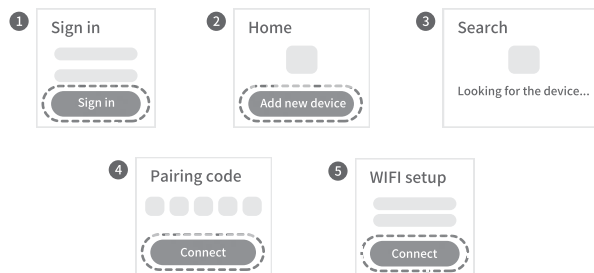 1
Sign in
Sign in
2
Home
Add new device
3
Search
Looking for the device...
4
Pairing code
Connect
5
WIFI setup
Connect